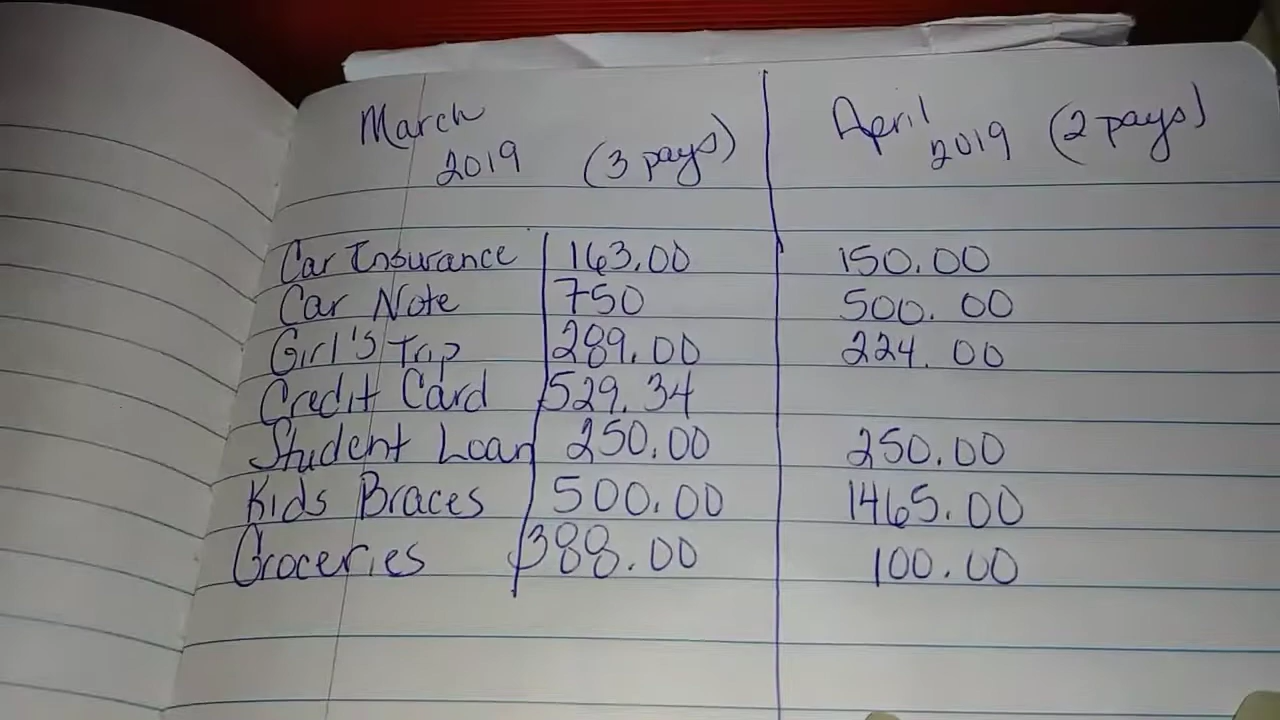 March 2019 (3 pays) April 2019 (2 pays)
Car Insurance 163.00 150.00
Car Note 750 500.00
Girl's Trip 289.00 224.00
Credit Card 529.34
Student Loan 250.00 250.00
Kids Braces 500.00 1465.00
Groceries 388.00 100.00